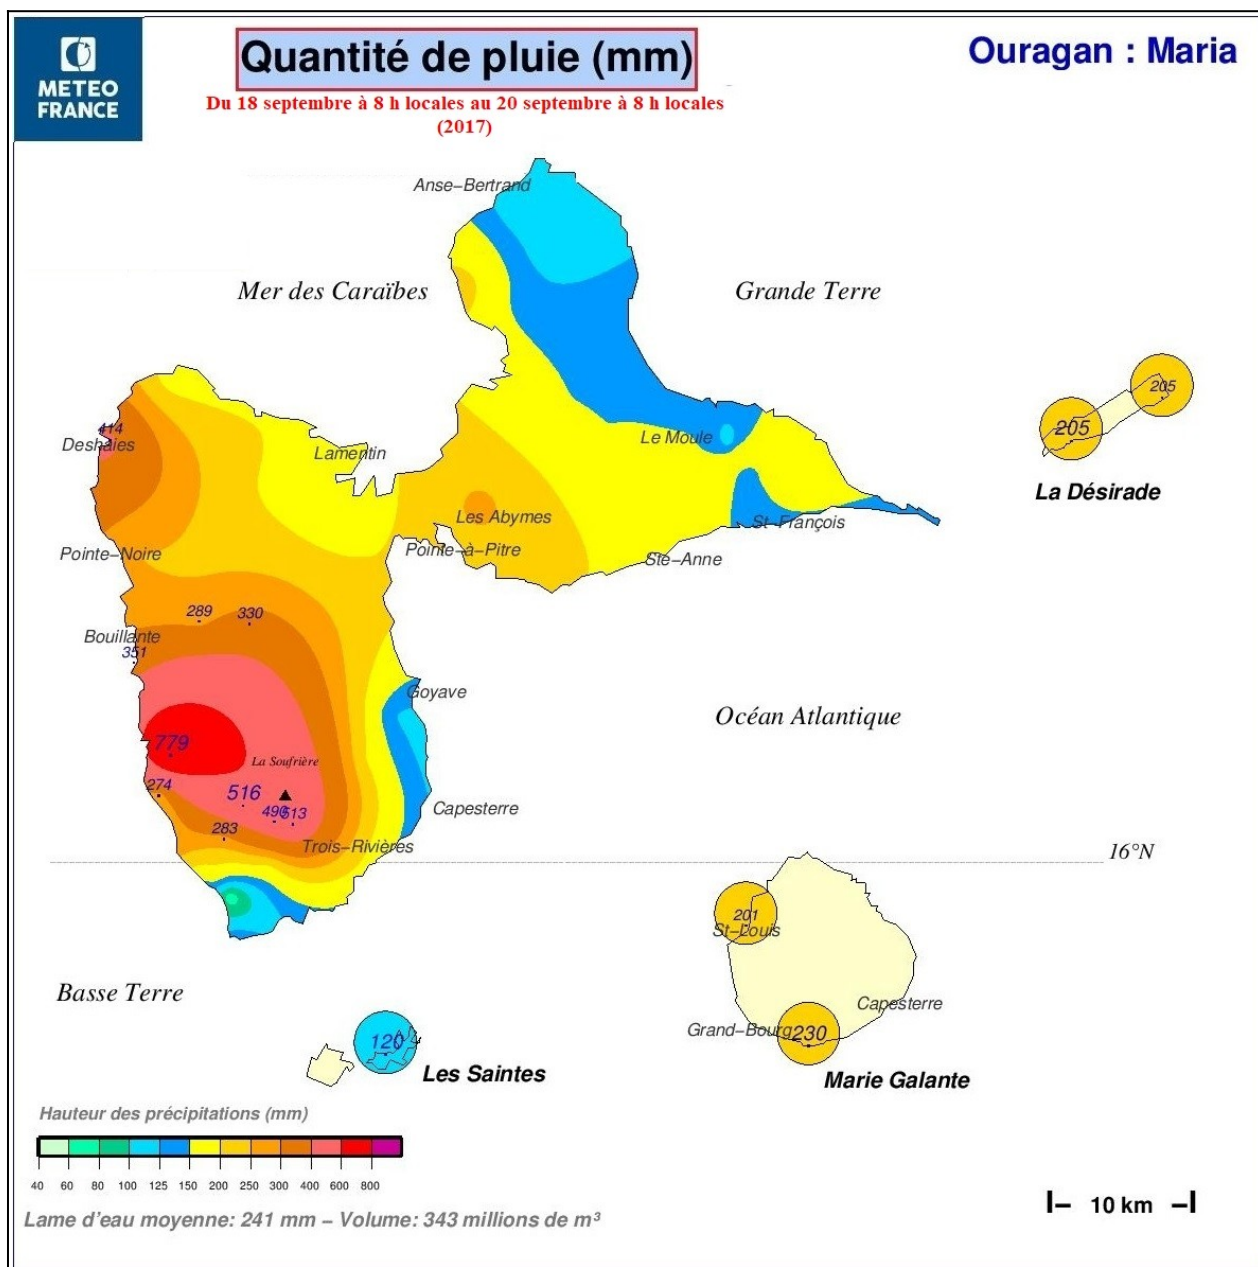 METEO
FRANCE
Quantité de pluie (mm)
Ouragan : Maria
Du 18 septembre à 8 h locales au 20 septembre à 8 h locales
(2017)
Anse–Bertrand
Mer des Caraïbes
Grande Terre
205
205
414
Deshaies
Lamentin
Le Moule
La Désirade
Les Abymes
St–François
Pointe–Noire
Pointe–à–Pitre
Ste–Anne
289
330
Bouillante
351
Goyave
Océan Atlantique
779
La Soufrière
274
516
490
513
Capesterre
283
Trois–Rivières
16°N
201
St–Louis
Basse Terre
Capesterre
Grand–Bourg
230
120
Les Saintes
Marie Galante
Hauteur des précipitations (mm)
40 60 80 100 125 150 200 250 300 400 600 800
10 km
Lame d'eau moyenne: 241 mm – Volume: 343 millions de m³